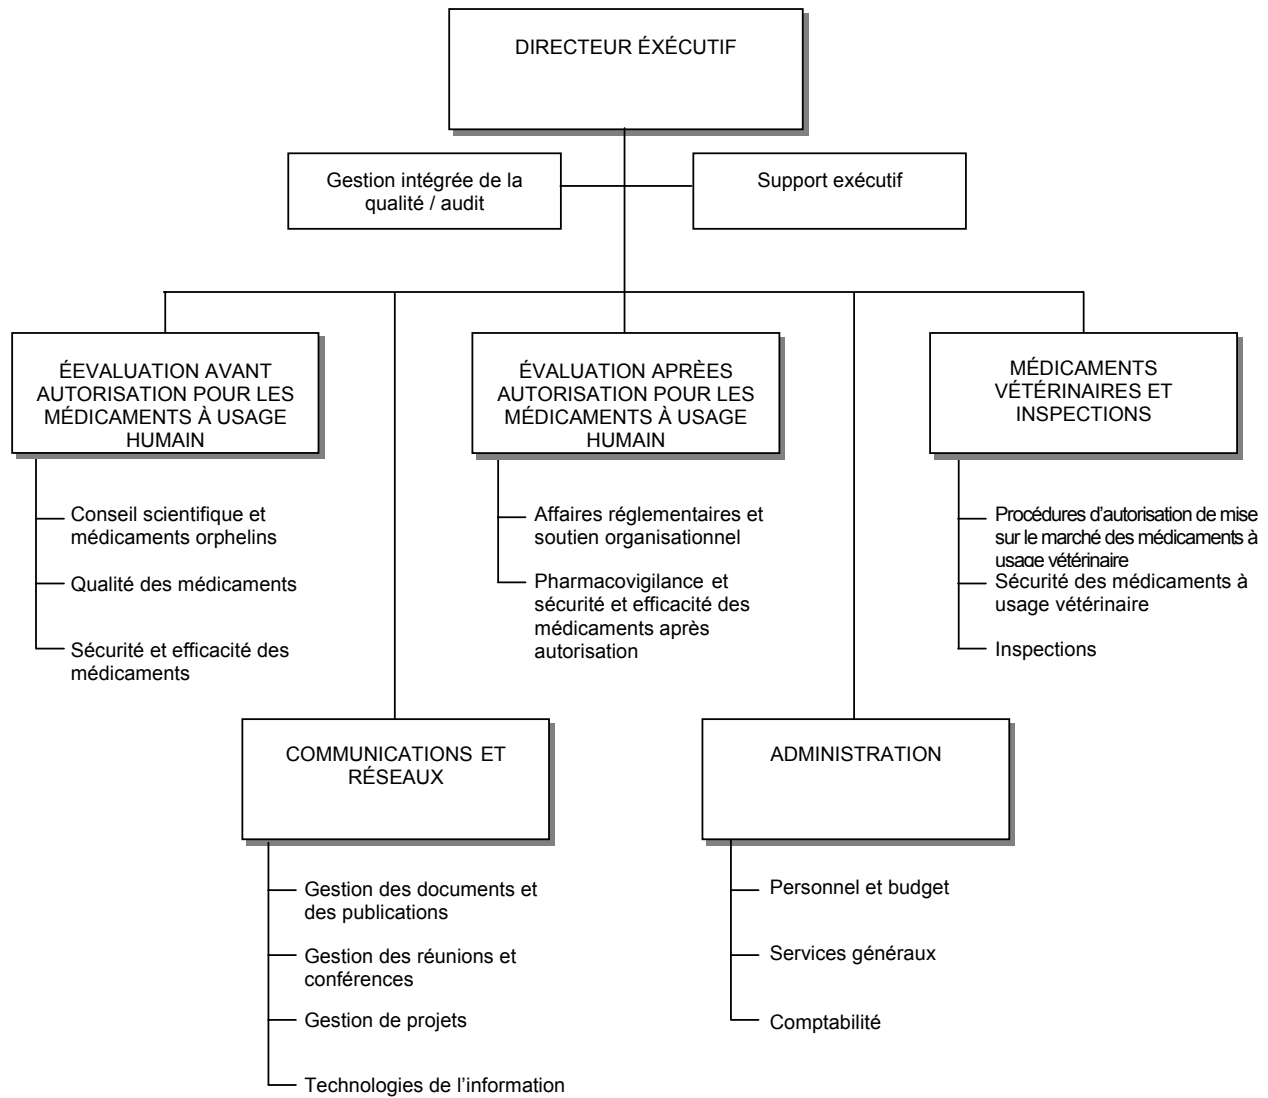 DIRECTEUR ÉXÉCUTIF
Gestion intégrée de la
qualité / audit
Support exécutif
ÉEVALUATION AVANT
AUTORISATION POUR LES
MÉDICAMENTS À USAGE
HUMAIN
Conseil scientifique et
médicaments orphelins
Qualité des médicaments
Sécurité et efficacité des
médicaments
ÉVALUATION APRÈES
AUTORISATION POUR LES
MÉDICAMENTS À USAGE
HUMAIN
Affaires réglementaires et
soutien organisationnel
Pharmacovigilance et
sécurité et efficacité des
médicaments après
autorisation
MÉDICAMENTS
VÉTÉRINAIRES ET
INSPECTIONS
Procédures d’autorisation de mise
sur le marché des médicaments à
usage vétérinaire
Sécurité des médicaments à
usage vétérinaire
Inspections
COMMUNICATIONS ET
RÉSEAUX
Gestion des documents et
des publications
Gestion des réunions et
conférences
Gestion de projets
Technologies de l’information
ADMINISTRATION
Personnel et budget
Services généraux
Comptabilité